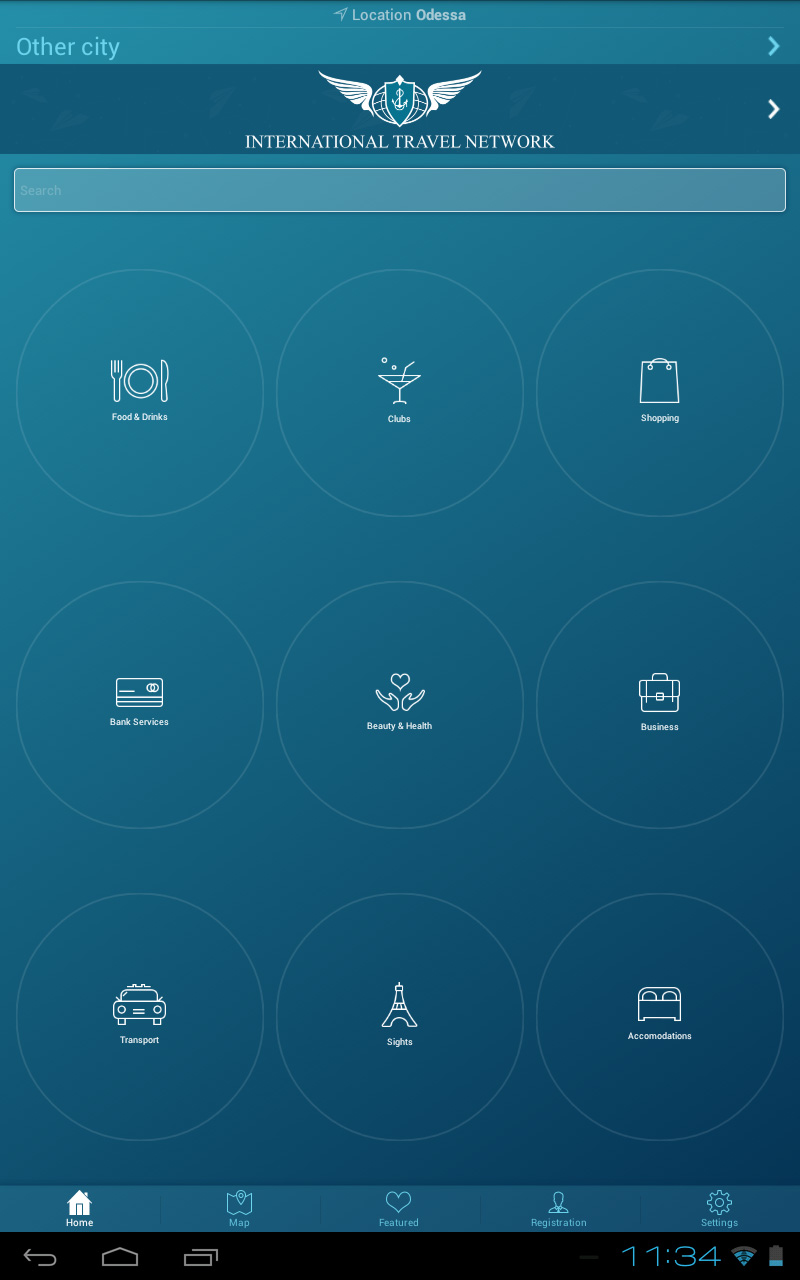 Location Odessa
Other city
INTERNATIONAL TRAVEL NETWORK
Search
Food & Drinks
Clubs
Shopping
Bank Services
Beauty & Health
Business
Transport
Sights
Accomodations
Home
Map
Featured
Registration
Settings
11:34